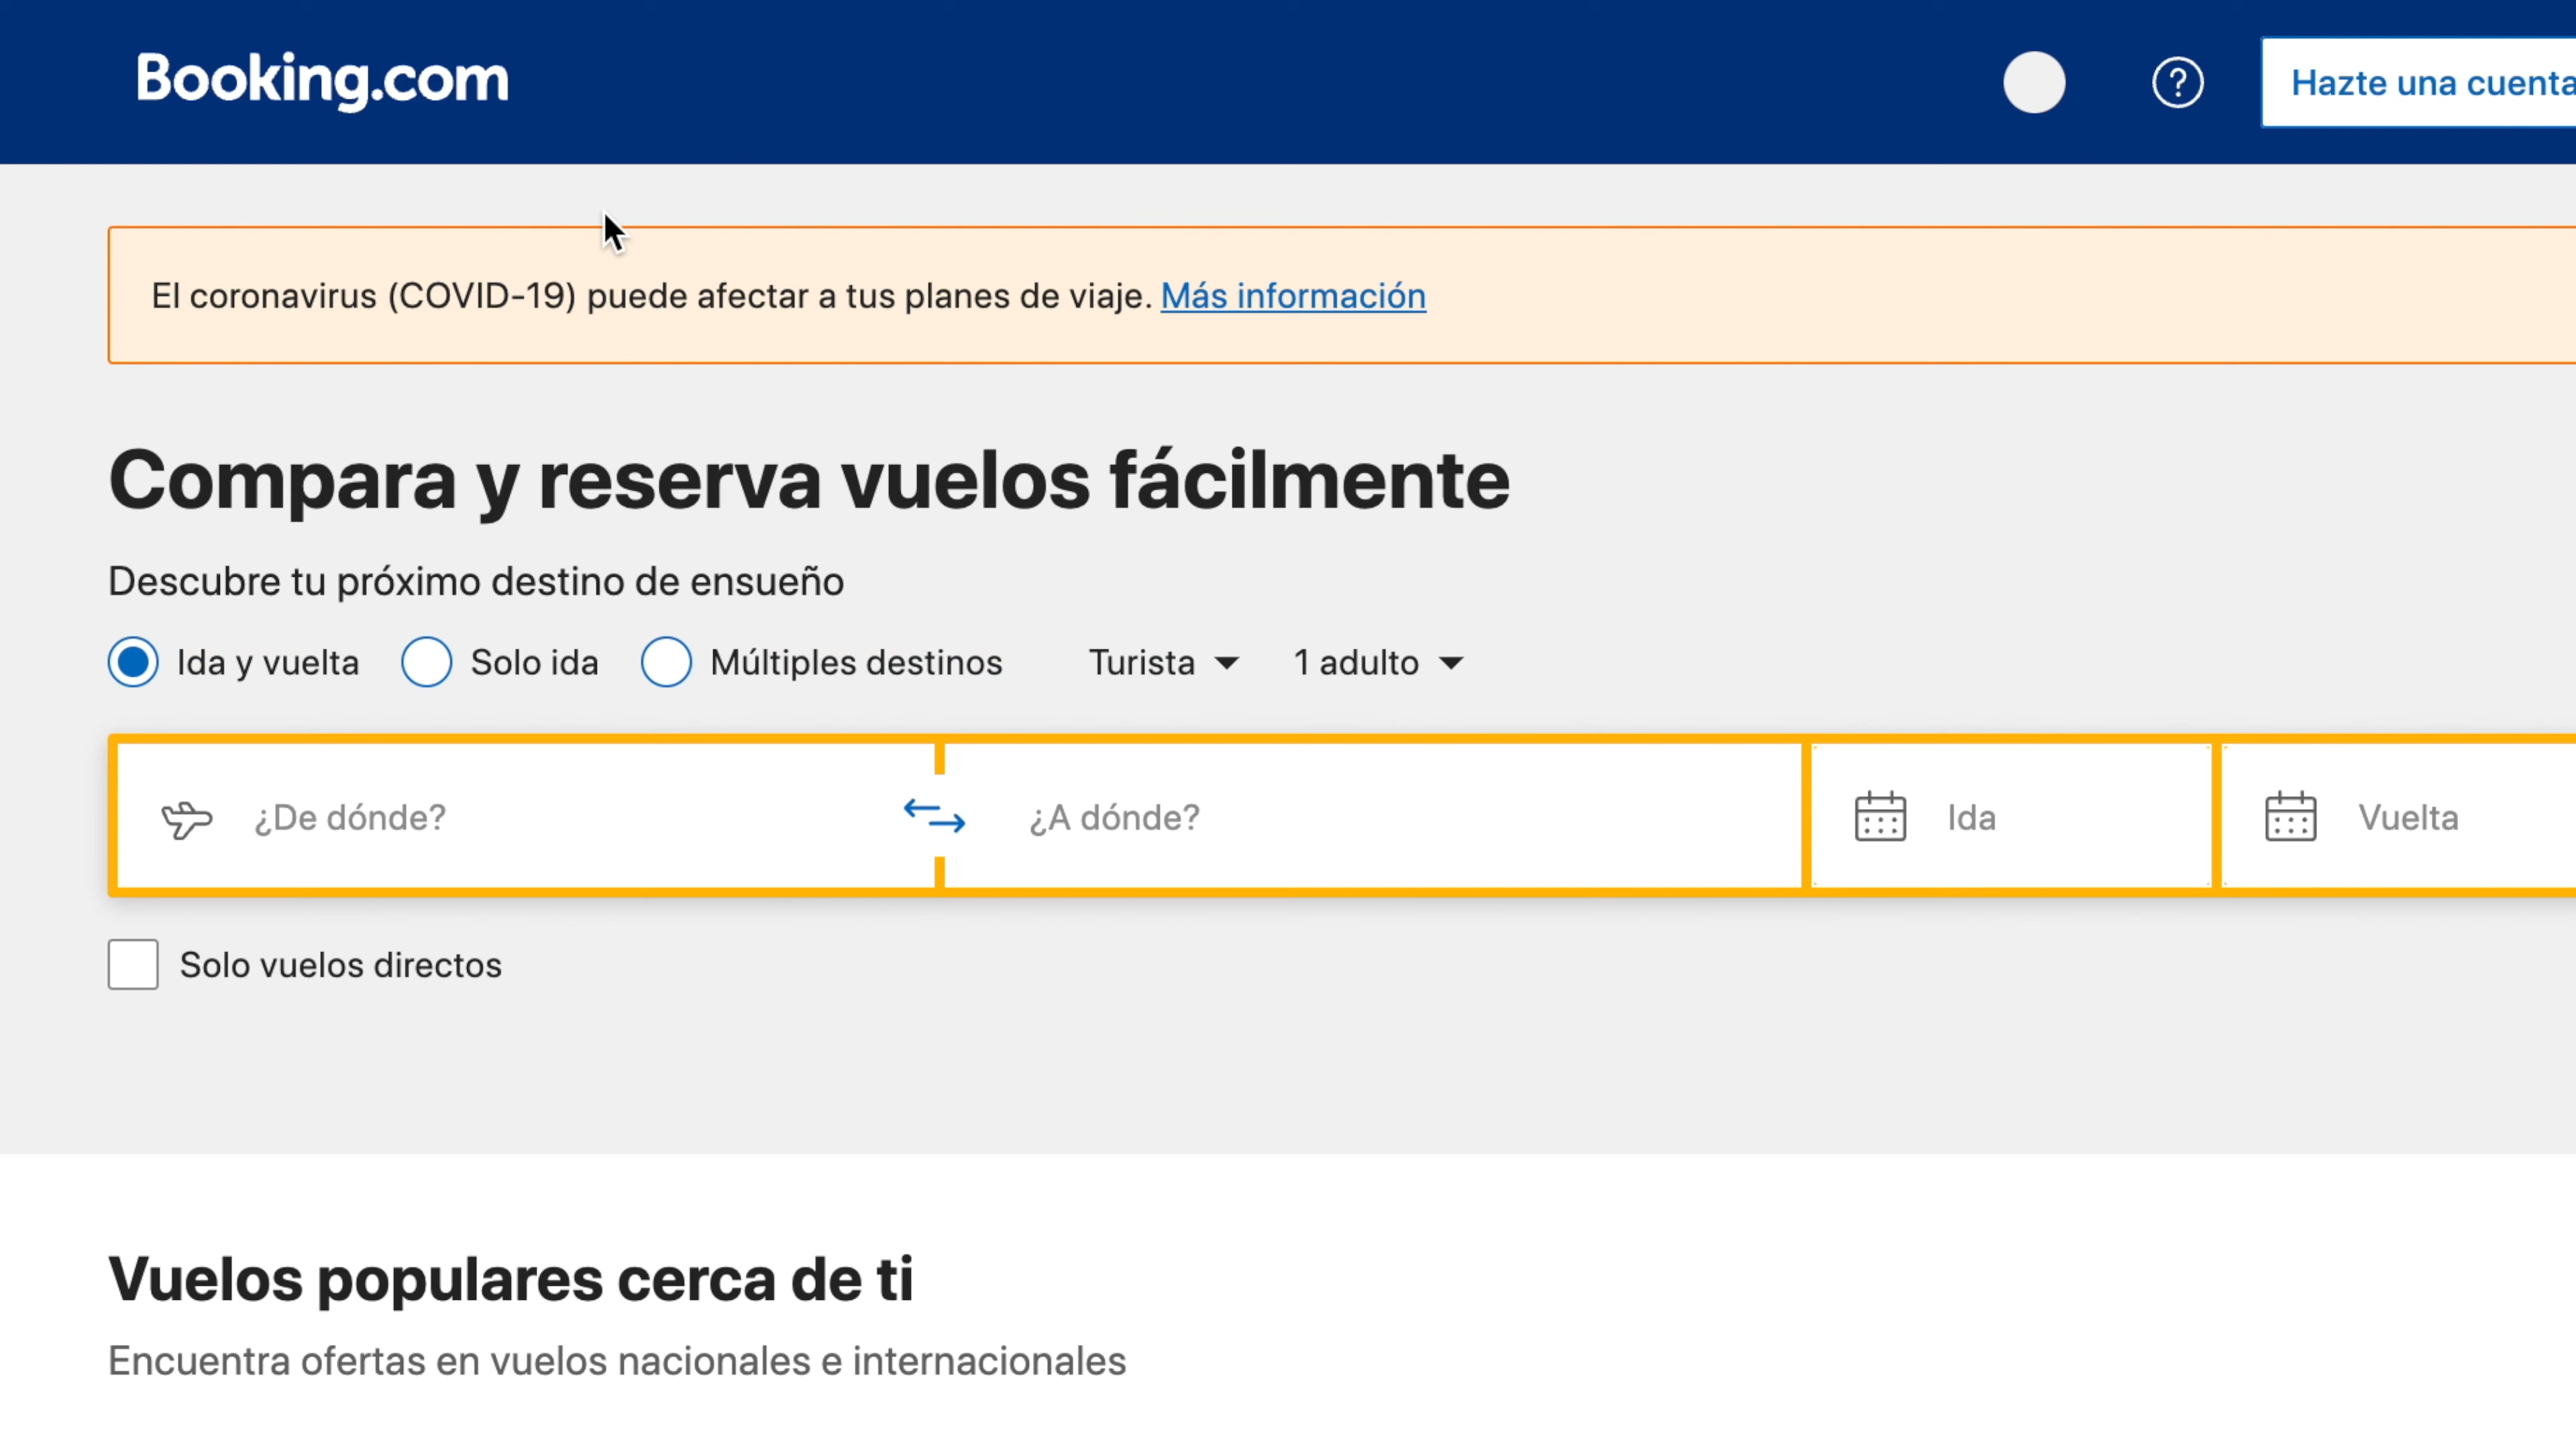 Booking.com
?
Hazte una cuenta
El coronavirus (COVID-19) puede afectar a tus planes de viaje. Más información
Compara y reserva vuelos fácilmente
Descubre tu próximo destino de ensueño
Ida y vuelta Solo ida Múltiples destinos Turista 1 adulto
¿De dónde? ¿A dónde? Ida Vuelta
Solo vuelos directos
Vuelos populares cerca de ti
Encuentra ofertas en vuelos nacionales e internacionales